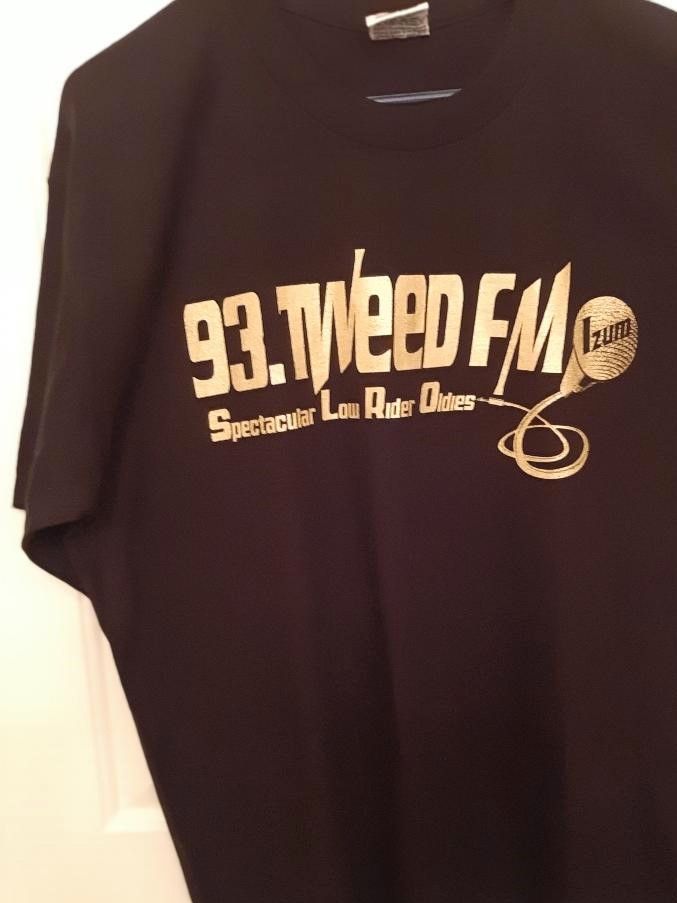 93.TWEED FM
Izum
Spectacular Low Rider Oldies